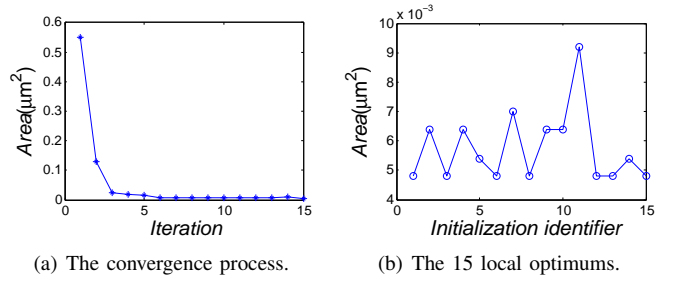 0.6
0.5
0.4
0.3
0.2
0.1
0
Area(μm²)
0 5 10 15
Iteration
(a) The convergence process.
10 x 10⁻³
9
8
7
6
5
4
Area(μm²)
0 5 10 15
Initialization identifier
(b) The 15 local optimums.